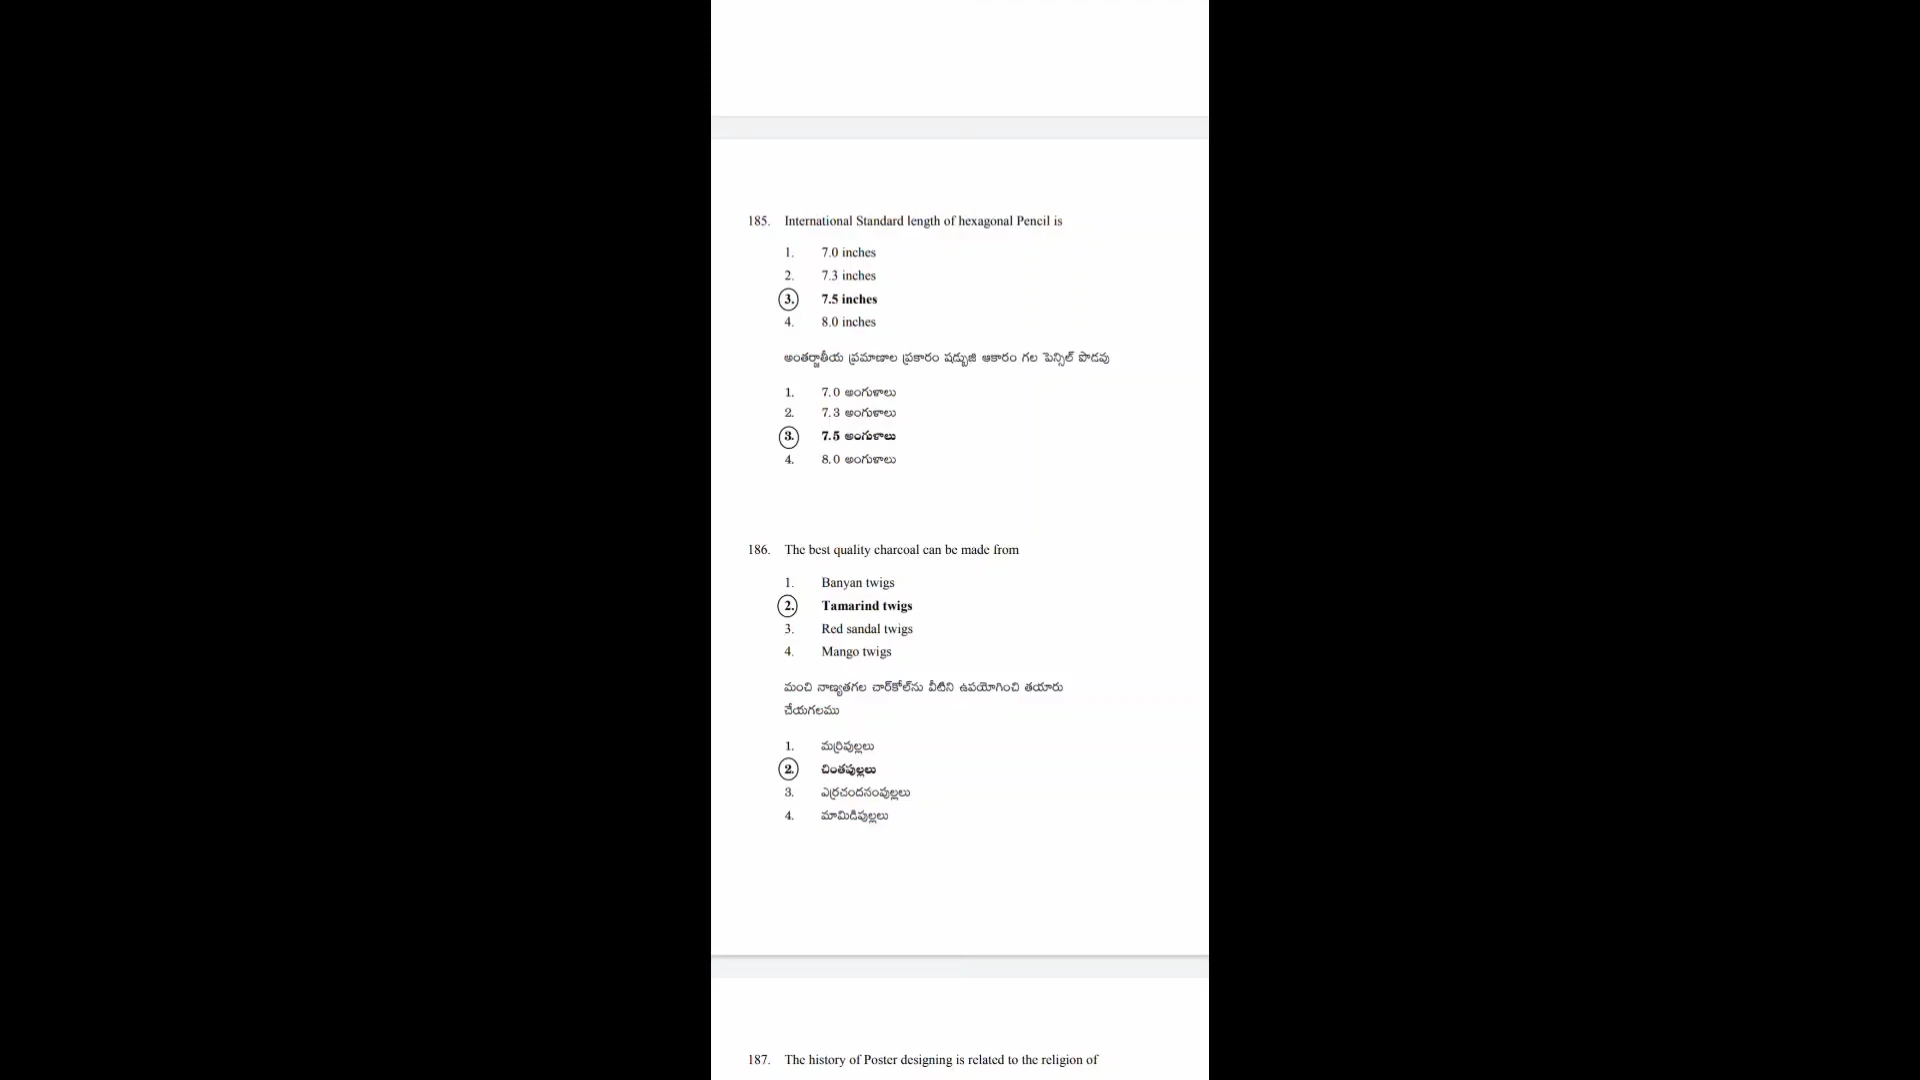 185. International Standard length of hexagonal Pencil is
1. 7.0 inches
2. 7.3 inches
3. 7.5 inches
4. 8.0 inches
అంతర్జాతీయ ప్రమాణాల ప్రకారం షడ్భుజి ఆకారం గల పెన్సిల్ పొడవు
1. 7.0 అంగుళాలు
2. 7.3 అంగుళాలు
3. 7.5 అంగుళాలు
4. 8.0 అంగుళాలు
186. The best quality charcoal can be made from
1. Banyan twigs
2. Tamarind twigs
3. Red sandal twigs
4. Mango twigs
మంచి నాణ్యతగల చార్‌కోల్‌ను వీటిని ఉపయోగించి తయారు
చేయగలము
1. మర్రిపుల్లలు
2. చింతపుల్లలు
3. ఎర్రచందనంపుల్లలు
4. మామిడిపుల్లలు
187. The history of Poster designing is related to the religion of